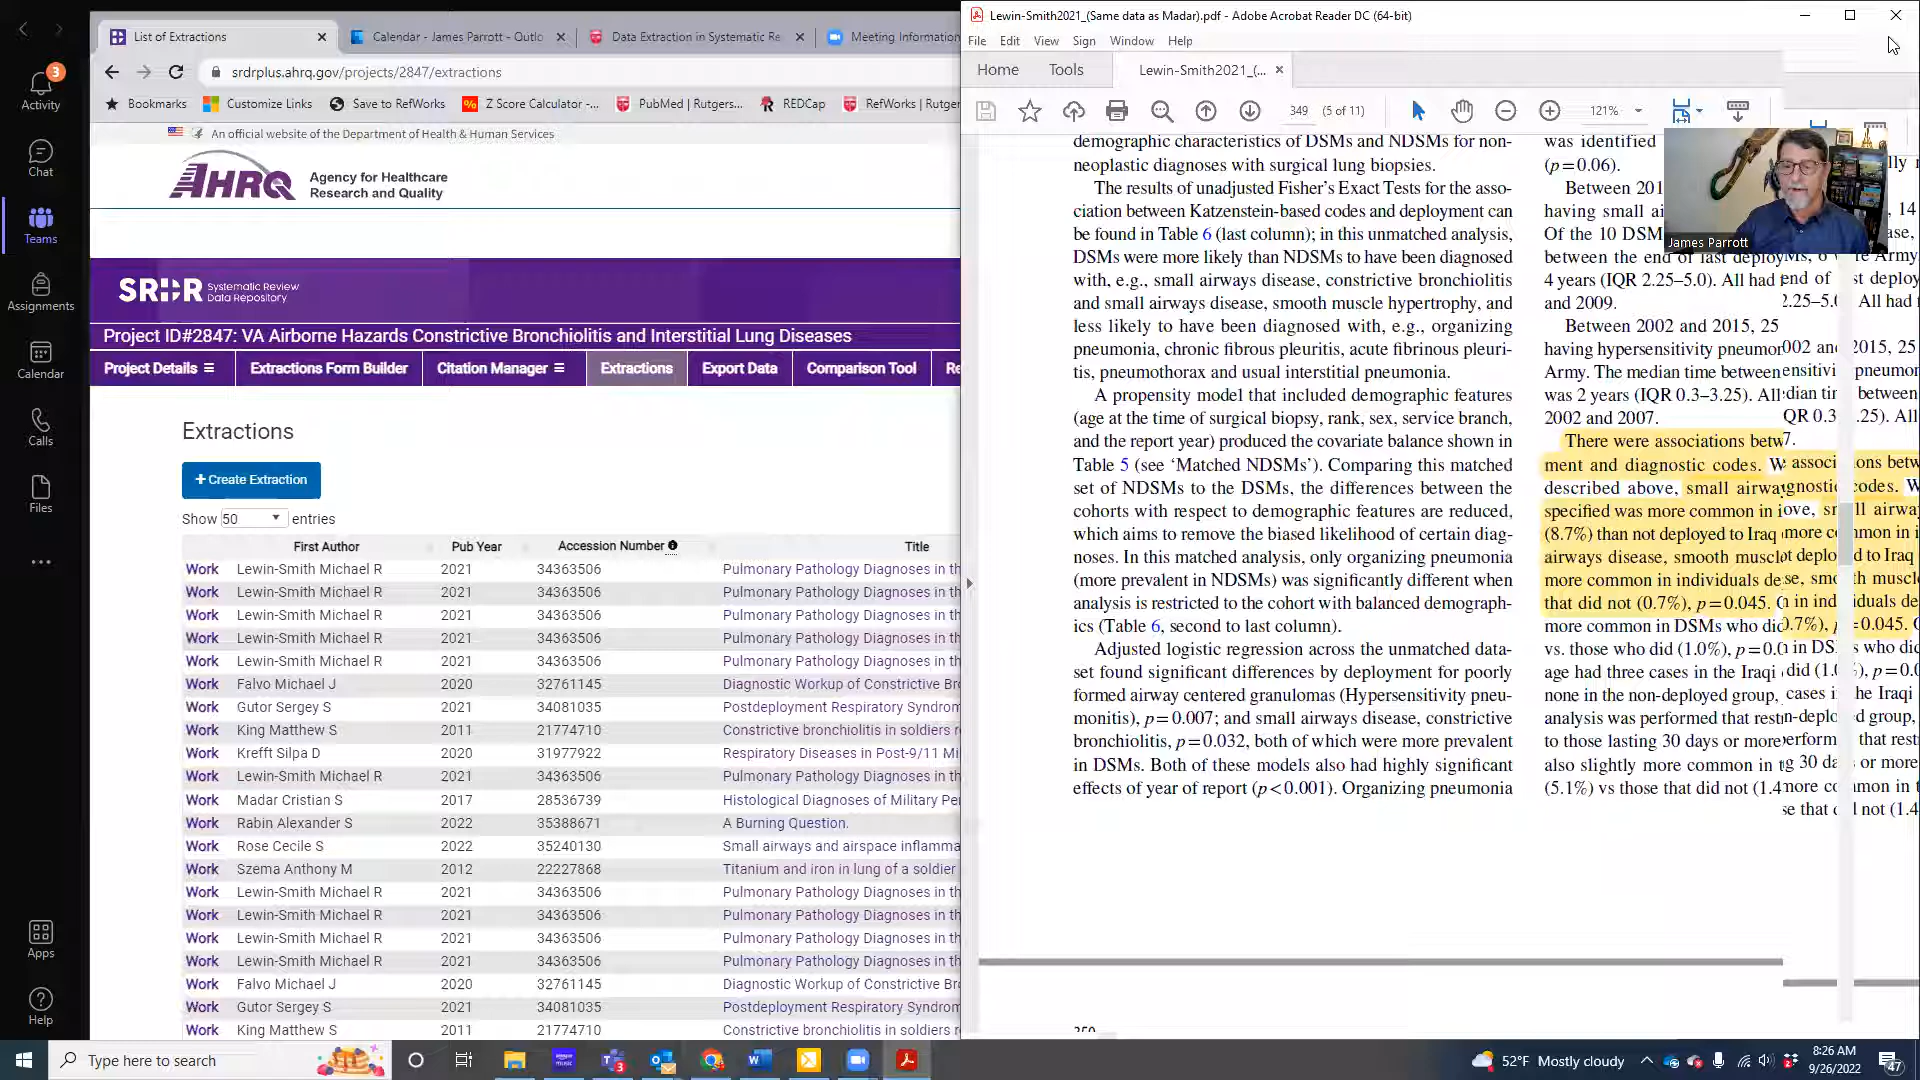 3
Activity
Chat
Teams
Assignments
Calendar
Calls
Files
Apps
Help
List of Extractions
Calendar - James Parrott - Outlo
Data Extraction in Systematic Re
Meeting Information
srdrplus.ahrq.gov/projects/2847/extractions
Bookmarks
Customize Links
Save to RefWorks
Z Score Calculator -...
PubMed | Rutgers...
REDCap
RefWorks | Rutger
An official website of the Department of Health & Human Services
AHRQ
Agency for Healthcare
Research and Quality
SRDR
Systematic Review
Data Repository
Project ID#2847: VA Airborne Hazards Constrictive Bronchiolitis and Interstitial Lung Diseases
Project Details
Extractions Form Builder
Citation Manager
Extractions
Export Data
Comparison Tool
Re
Extractions
+ Create Extraction
Show 50 entries
First Author Pub Year Accession Number Title
Work Lewin-Smith Michael R 2021 34363506 Pulmonary Pathology Diagnoses in th
Work Lewin-Smith Michael R 2021 34363506 Pulmonary Pathology Diagnoses in th
Work Lewin-Smith Michael R 2021 34363506 Pulmonary Pathology Diagnoses in th
Work Lewin-Smith Michael R 2021 34363506 Pulmonary Pathology Diagnoses in th
Work Lewin-Smith Michael R 2021 34363506 Pulmonary Pathology Diagnoses in th
Work Falvo Michael J 2020 32761145 Diagnostic Workup of Constrictive Bro
Work Gutor Sergey S 2021 34081035 Postdeployment Respiratory Syndrom
Work King Matthew S 2011 21774710 Constrictive bronchiolitis in soldiers re
Work Krefft Silpa D 2020 31977922 Respiratory Diseases in Post-9/11 Mi
Work Lewin-Smith Michael R 2021 34363506 Pulmonary Pathology Diagnoses in th
Work Madar Cristian S 2017 28536739 Histological Diagnoses of Military Pe
Work Rabin Alexander S 2022 35388671 A Burning Question.
Work Rose Cecile S 2022 35240130 Small airways and airspace inflamma
Work Szema Anthony M 2012 22227868 Titanium and iron in lung of a soldier
Work Lewin-Smith Michael R 2021 34363506 Pulmonary Pathology Diagnoses in th
Work Lewin-Smith Michael R 2021 34363506 Pulmonary Pathology Diagnoses in th
Work Lewin-Smith Michael R 2021 34363506 Pulmonary Pathology Diagnoses in th
Work Lewin-Smith Michael R 2021 34363506 Pulmonary Pathology Diagnoses in th
Work Falvo Michael J 2020 32761145 Diagnostic Workup of Constrictive Bro
Work Gutor Sergey S 2021 34081035 Postdeployment Respiratory Syndrom
Work King Matthew S 2011 21774710 Constrictive bronchiolitis in soldiers re
Lewin-Smith2021_(Same data as Madar).pdf - Adobe Acrobat Reader DC (64-bit)
File Edit View Sign Window Help
Home Tools Lewin-Smith2021_(...
349 (5 of 11) 121%
demographic characteristics of DSMs and NDSMs for non-
neoplastic diagnoses with surgical lung biopsies.
The results of unadjusted Fisher's Exact Tests for the asso-
ciation between Katzenstein-based codes and deployment can
be found in Table 6 (last column); in this unmatched analysis,
DSMs were more likely than NDSMs to have been diagnosed
with, e.g., small airways disease, constrictive bronchiolitis
and small airways disease, smooth muscle hypertrophy, and
less likely to have been diagnosed with, e.g., organizing
pneumonia, chronic fibrous pleuritis, acute fibrinous pleuri-
tis, pneumothorax and usual interstitial pneumonia.
A propensity model that included demographic features
(age at the time of surgical biopsy, rank, sex, service branch,
and the report year) produced the covariate balance shown in
Table 5 (see 'Matched NDSMs'). Comparing this matched
set of NDSMs to the DSMs, the differences between the
cohorts with respect to demographic features are reduced,
which aims to remove the biased likelihood of certain diag-
noses. In this matched analysis, only organizing pneumonia
(more prevalent in NDSMs) was significantly different when
analysis is restricted to the cohort with balanced demograph-
ics (Table 6, second to last column).
Adjusted logistic regression across the unmatched data-
set found significant differences by deployment for poorly
formed airway centered granulomas (Hypersensitivity pneu-
monitis), p=0.007; and small airways disease, constrictive
bronchiolitis, p=0.032, both of which were more prevalent
in DSMs. Both of these models also had highly significant
effects of year of report (p<0.001). Organizing pneumonia
was identified
(p=0.06).
Between 201
having small ai
Of the 10 DSM
between the end of last deploy
4 years (IQR 2.25–5.0). All had
and 2009.
Between 2002 and 2015, 25
having hypersensitivity pneumon
Army. The median time between
was 2 years (IQR 0.3–3.25). All
2002 and 2007.
There were associations betw
ment and diagnostic codes. W
described above, small airwa
specified was more common in i
(8.7%) than not deployed to Iraq
airways disease, smooth muscl
more common in individuals de
that did not (0.7%), p=0.045. C
more common in DSMs who did
vs. those who did (1.0%), p=0.0
age had three cases in the Iraqi
none in the non-deployed group,
analysis was performed that rest
to those lasting 30 days or more
also slightly more common in t
(5.1%) vs those that did not (1.4
James Parrott
Type here to search
3
52°F Mostly cloudy
8:26 AM
9/26/2022
47